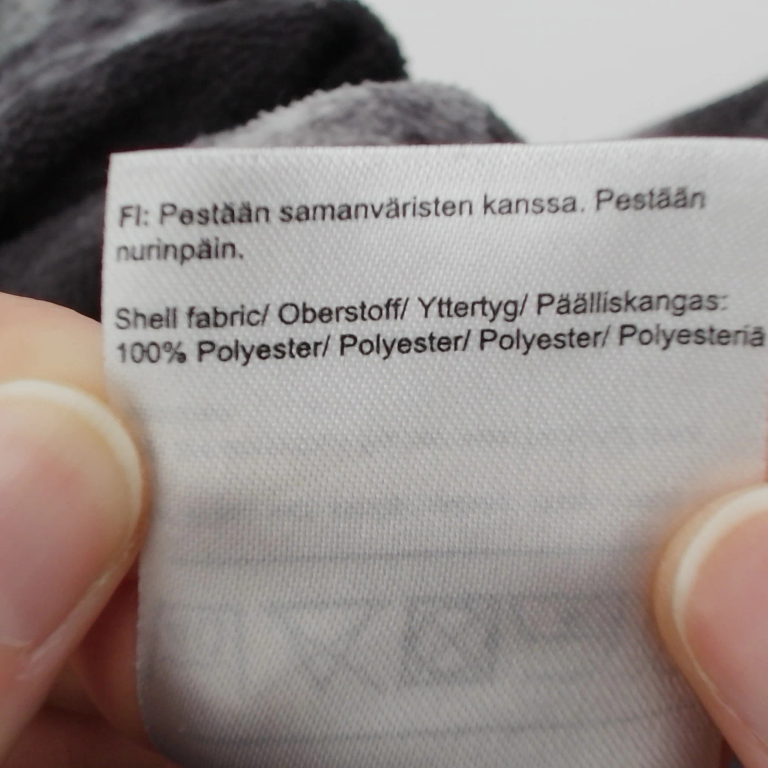 FI: Pestään samanväristen kanssa. Pestään
nurinpäin.
Shell fabric/ Oberstoff/ Yttertyg/ Päälliskangas:
100% Polyester/ Polyester/ Polyester/ Polyesteriä